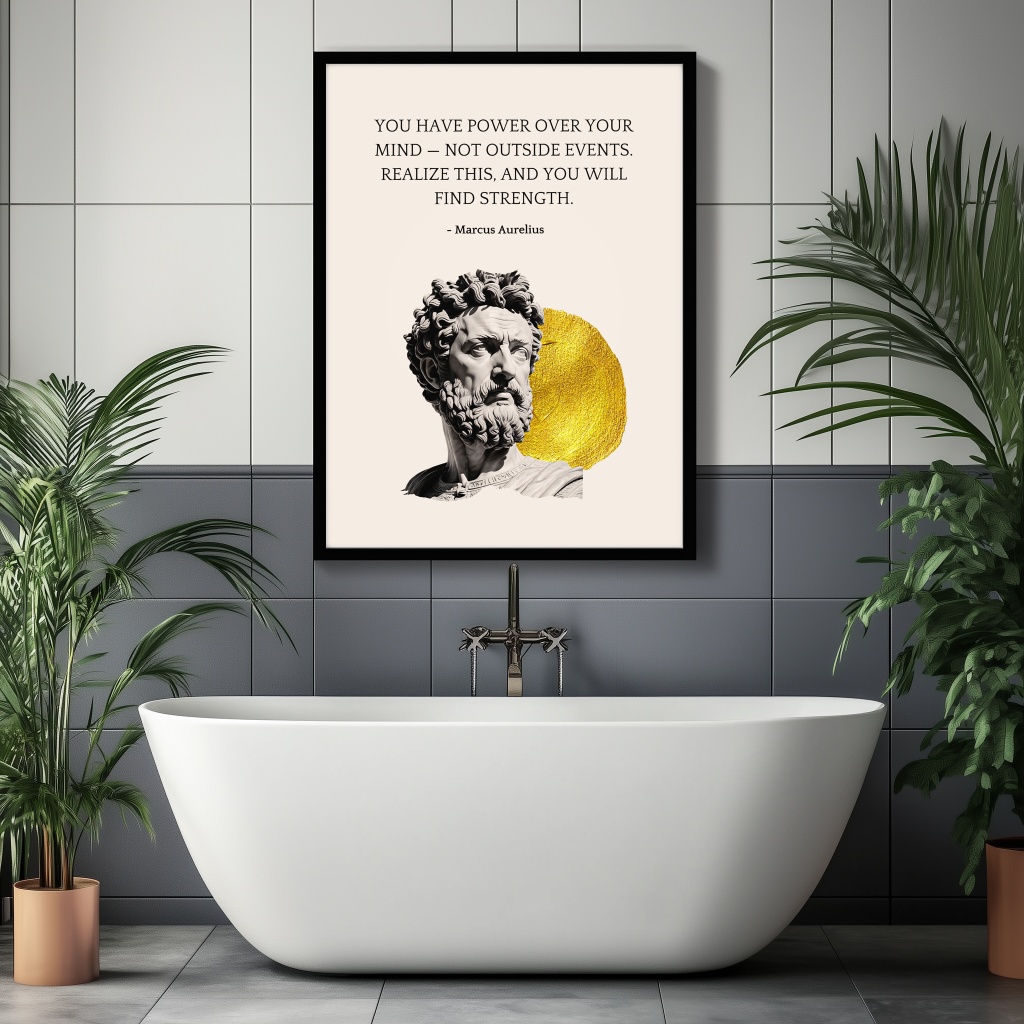 YOU HAVE POWER OVER YOUR
MIND — NOT OUTSIDE EVENTS.
REALIZE THIS, AND YOU WILL
FIND STRENGTH.
- Marcus Aurelius